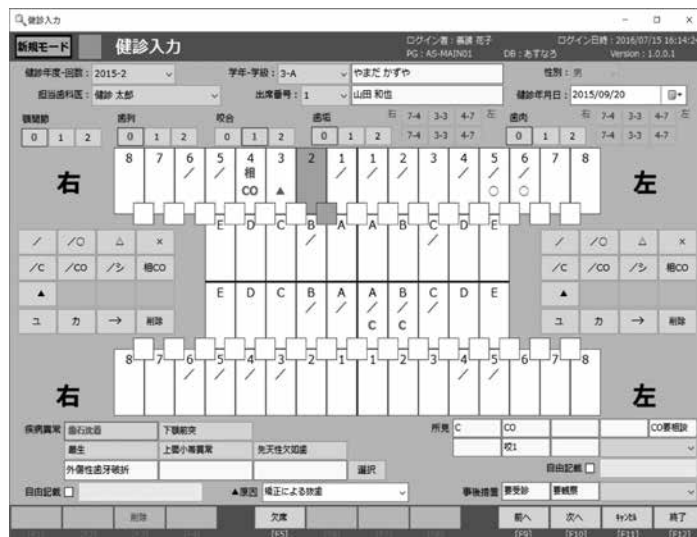 健診入力
新規モード 健診入力 ログイン者：養護 花子 ログイン日時：2016/07/15 16:14:24
PG：AS-MAIN01 DB：あすなろ Version：1.0.0.1
健診年度-回数： 2015-2 学年-学級： 3-A やまだ かずや 性別： 男
担当歯科医： 健診 太郎 出席番号： 1 山田 和也 健診年月日： 2015/09/20
顎関節 歯列 咬合 歯垢 右 7-4 3-3 4-7 左 歯肉 右 7-4 3-3 4-7 左
0 1 2 0 1 2 0 1 2 0 1 2 7-4 3-3 4-7 0 1 2 7-4 3-3 4-7
8 7 6 5 4 3 2 1 1 2 3 4 5 6 7 8
/ / 相 / / / / / /
右 CO ▲ ○ ○ 左
E D C B A A B C D E
/ /
/ /○ △ × / /○ △ ×
/C /CO /シ 相CO /C /CO /シ 相CO
▲ E D C B A A B C D E ▲
/ / / / /
ユ カ → 削除 C C ユ カ → 削除
8 7 6 5 4 3 2 1 1 2 3 4 5 6 7 8
/ / / / / /
右 左
疾病異常 歯石沈着 下顎前突 所見 C CO CO要相談
叢生 上唇小帯異常 先天性欠如歯 咬1
外傷性歯牙破折 選択 自由記載
自由記載 ▲原因 矯正による抜歯 事後措置 要受診 要観察
削除 欠席 前へ 次へ ｷｬﾝｾﾙ 終了
[F5] [F9] [F10] [F11] [F12]